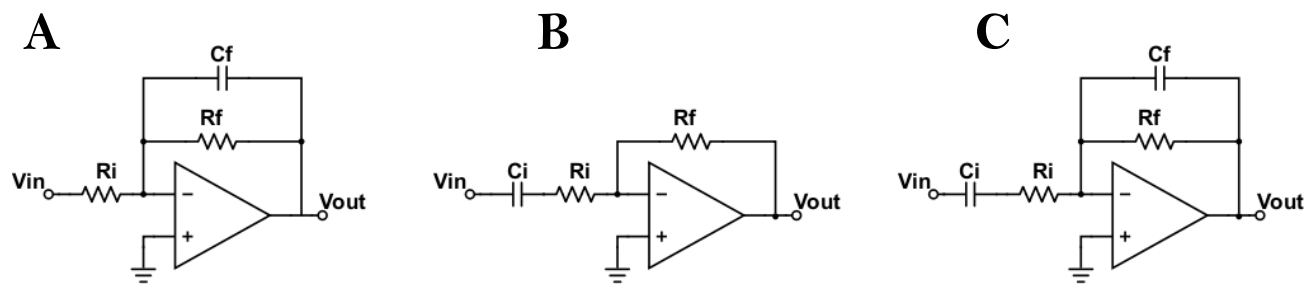 A
Cf
Rf
Ri
Vin
−
+
Vout
B
Rf
Ci
Ri
Vin
−
+
Vout
C
Cf
Rf
Ci
Ri
Vin
−
+
Vout